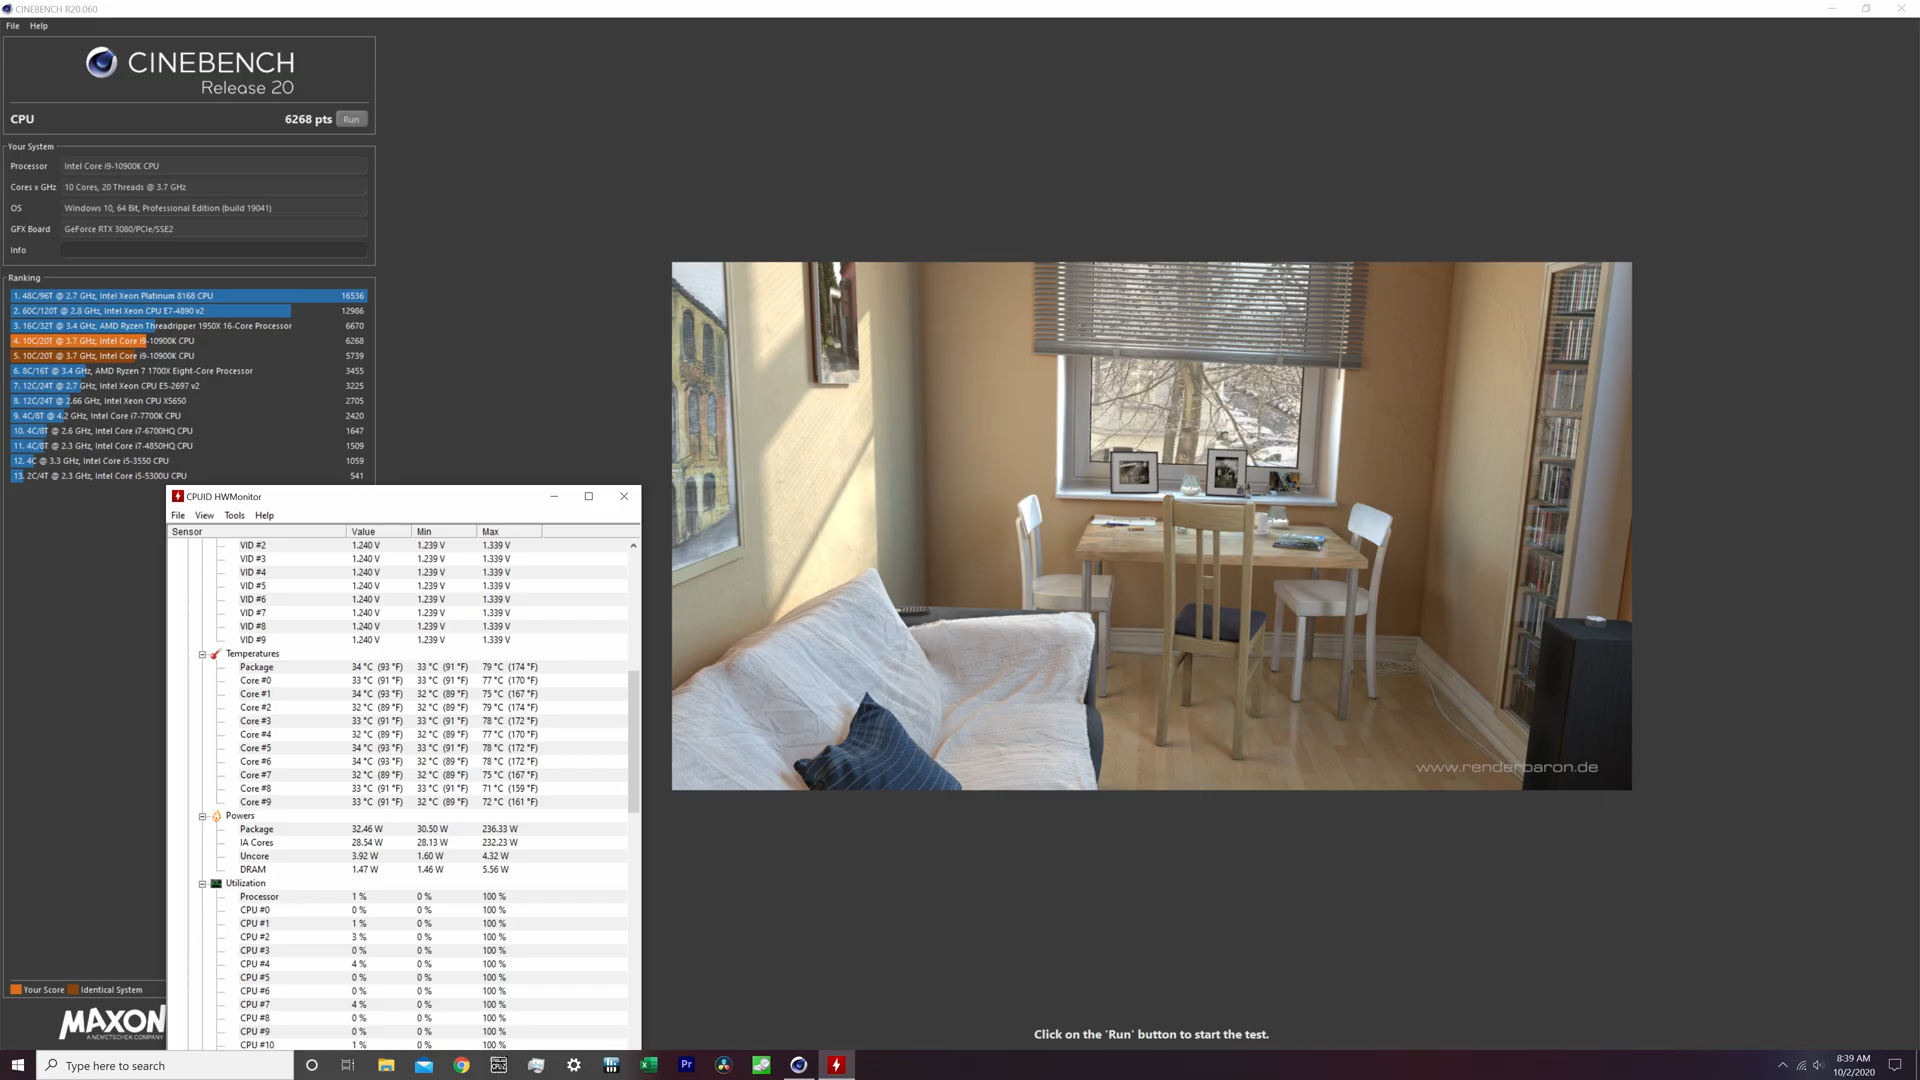 CINEBENCH R20.060
File Help
CINEBENCH
Release 20
CPU 6268 pts Run
Your System
Processor Intel Core i9-10900K CPU
Cores x GHz 10 Cores, 20 Threads @ 3.7 GHz
OS Windows 10, 64 Bit, Professional Edition (build 19041)
GFX Board GeForce RTX 3080/PCIe/SSE2
Info
Ranking
1. 48C/96T @ 2.7 GHz, Intel Xeon Platinum 8168 CPU 16536
2. 60C/120T @ 2.8 GHz, Intel Xeon CPU E7-4890 v2 12986
3. 16C/32T @ 3.4 GHz, AMD Ryzen Threadripper 1950X 16-Core Processor 6670
4. 10C/20T @ 3.7 GHz, Intel Core i9-10900K CPU 6268
5. 10C/20T @ 3.7 GHz, Intel Core i9-10900K CPU 5739
6. 8C/16T @ 3.4 GHz, AMD Ryzen 7 1700X Eight-Core Processor 3455
7. 12C/24T @ 2.7 GHz, Intel Xeon CPU E5-2697 v2 3225
8. 12C/24T @ 2.66 GHz, Intel Xeon CPU X5650 2705
9. 4C/8T @ 4.2 GHz, Intel Core i7-7700K CPU 2420
10. 4C/8T @ 2.6 GHz, Intel Core i7-6700HQ CPU 1647
11. 4C/8T @ 2.3 GHz, Intel Core i7-4850HQ CPU 1509
12. 4C @ 3.3 GHz, Intel Core i5-3550 CPU 1059
13. 2C/4T @ 2.3 GHz, Intel Core i5-5300U CPU 541
CPUID HWMonitor
File View Tools Help
Sensor Value Min Max
VID #2 1.240 V 1.239 V 1.339 V
VID #3 1.240 V 1.239 V 1.339 V
VID #4 1.240 V 1.239 V 1.339 V
VID #5 1.240 V 1.239 V 1.339 V
VID #6 1.240 V 1.239 V 1.339 V
VID #7 1.240 V 1.239 V 1.339 V
VID #8 1.240 V 1.239 V 1.339 V
VID #9 1.240 V 1.239 V 1.339 V
Temperatures
Package 34 °C (93 °F) 33 °C (91 °F) 79 °C (174 °F)
Core #0 33 °C (91 °F) 33 °C (91 °F) 77 °C (170 °F)
Core #1 34 °C (93 °F) 32 °C (89 °F) 75 °C (167 °F)
Core #2 32 °C (89 °F) 32 °C (89 °F) 79 °C (174 °F)
Core #3 33 °C (91 °F) 33 °C (91 °F) 78 °C (172 °F)
Core #4 32 °C (89 °F) 32 °C (89 °F) 77 °C (170 °F)
Core #5 34 °C (93 °F) 33 °C (91 °F) 78 °C (172 °F)
Core #6 34 °C (93 °F) 33 °C (91 °F) 78 °C (172 °F)
Core #7 32 °C (89 °F) 32 °C (89 °F) 75 °C (167 °F)
Core #8 33 °C (91 °F) 33 °C (91 °F) 71 °C (159 °F)
Core #9 33 °C (91 °F) 32 °C (89 °F) 72 °C (161 °F)
Powers
Package 32.46 W 30.50 W 236.33 W
IA Cores 28.54 W 28.13 W 232.23 W
Uncore 3.92 W 1.60 W 4.32 W
DRAM 1.47 W 1.46 W 5.56 W
Utilization
Processor 1 % 0 % 100 %
CPU #0 0 % 0 % 100 %
CPU #1 1 % 0 % 100 %
CPU #2 3 % 0 % 100 %
CPU #3 0 % 0 % 100 %
CPU #4 4 % 0 % 100 %
CPU #5 0 % 0 % 100 %
CPU #6 0 % 0 % 100 %
CPU #7 4 % 0 % 100 %
CPU #8 0 % 0 % 100 %
CPU #9 0 % 0 % 100 %
CPU #10 1 % 0 % 100 %
Your Score Identical System
MAXON
A NEMETSCHEK COMPANY
www.renderbaron.de
Click on the 'Run' button to start the test.
Type here to search
CPU-Z
Pr
8:39 AM
10/2/2020